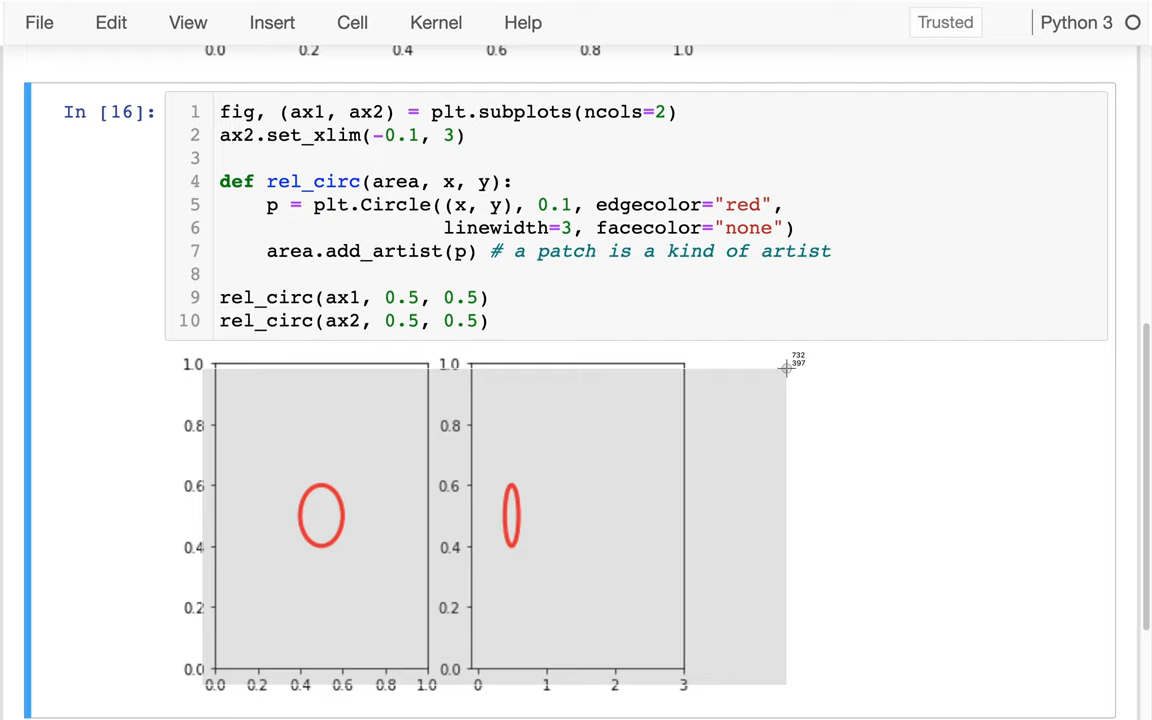 File Edit View Insert Cell Kernel Help Trusted Python 3
0.0 0.2 0.4 0.6 0.8 1.0
In [16]:
1 fig, (ax1, ax2) = plt.subplots(ncols=2)
2 ax2.set_xlim(-0.1, 3)
3
4 def rel_circ(area, x, y):
5 p = plt.Circle((x, y), 0.1, edgecolor="red",
6 linewidth=3, facecolor="none")
7 area.add_artist(p) # a patch is a kind of artist
8
9 rel_circ(ax1, 0.5, 0.5)
10 rel_circ(ax2, 0.5, 0.5)
732
397
1.0 1.0
0.8 0.8
0.6 0.6
0.4 0.4
0.2 0.2
0.0 0.0
0.0 0.2 0.4 0.6 0.8 1.0 0 1 2 3